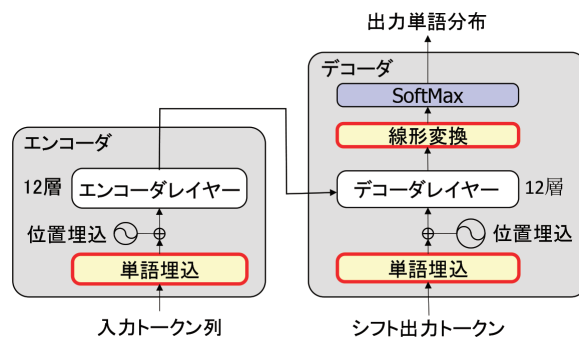 出力単語分布
デコーダ
SoftMax
線形変換
エンコーダ
12層
エンコーダレイヤー
デコーダレイヤー
12層
位置埋込
位置埋込
単語埋込
単語埋込
入力トークン列
シフト出力トークン